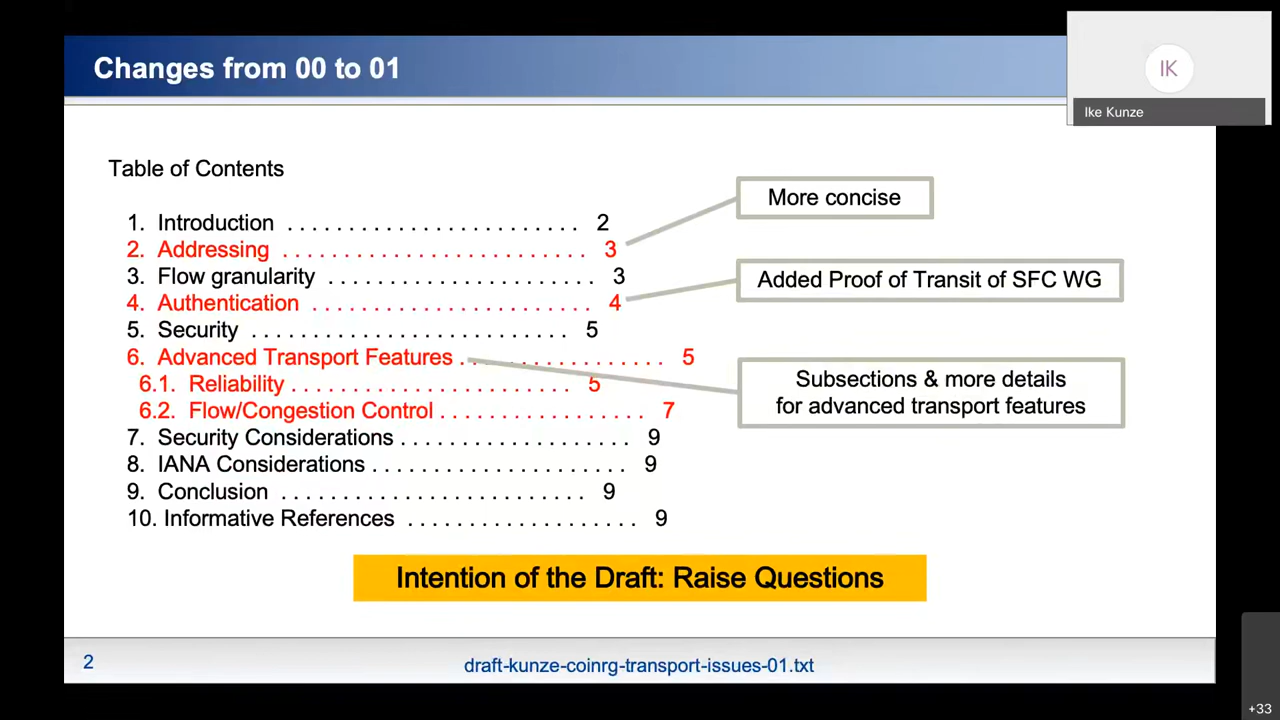 Changes from 00 to 01
IK
Ike Kunze
Table of Contents
1. Introduction . . . . . . . . . . . . . . . . . . . . . . . 2
2. Addressing . . . . . . . . . . . . . . . . . . . . . . . . 3
3. Flow granularity . . . . . . . . . . . . . . . . . . . . . . 3
4. Authentication . . . . . . . . . . . . . . . . . . . . . . . 4
5. Security . . . . . . . . . . . . . . . . . . . . . . . . 5
6. Advanced Transport Features . . . . . . . . . . . . . . . . 5
6.1. Reliability . . . . . . . . . . . . . . . . . . . . . . . 5
6.2. Flow/Congestion Control . . . . . . . . . . . . . . . . . 7
7. Security Considerations . . . . . . . . . . . . . . . . . . 9
8. IANA Considerations . . . . . . . . . . . . . . . . . . . . 9
9. Conclusion . . . . . . . . . . . . . . . . . . . . . . . . 9
10. Informative References . . . . . . . . . . . . . . . . . . 9
More concise
Added Proof of Transit of SFC WG
Subsections & more details
for advanced transport features
Intention of the Draft: Raise Questions
2
draft-kunze-coinrg-transport-issues-01.txt
+33